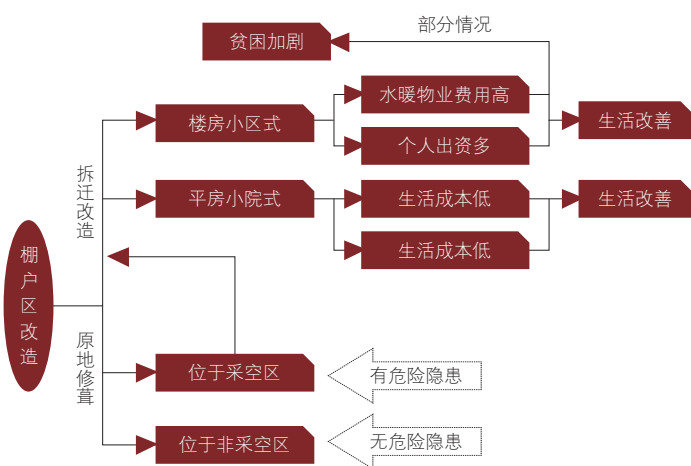 部分情况
贫困加剧
水暖物业费用高
楼房小区式
生活改善
个人出资多
拆迁改造
平房小院式
生活成本低
生活改善
生活成本低
棚户区改造
原地修葺
位于采空区
有危险隐患
位于非采空区
无危险隐患